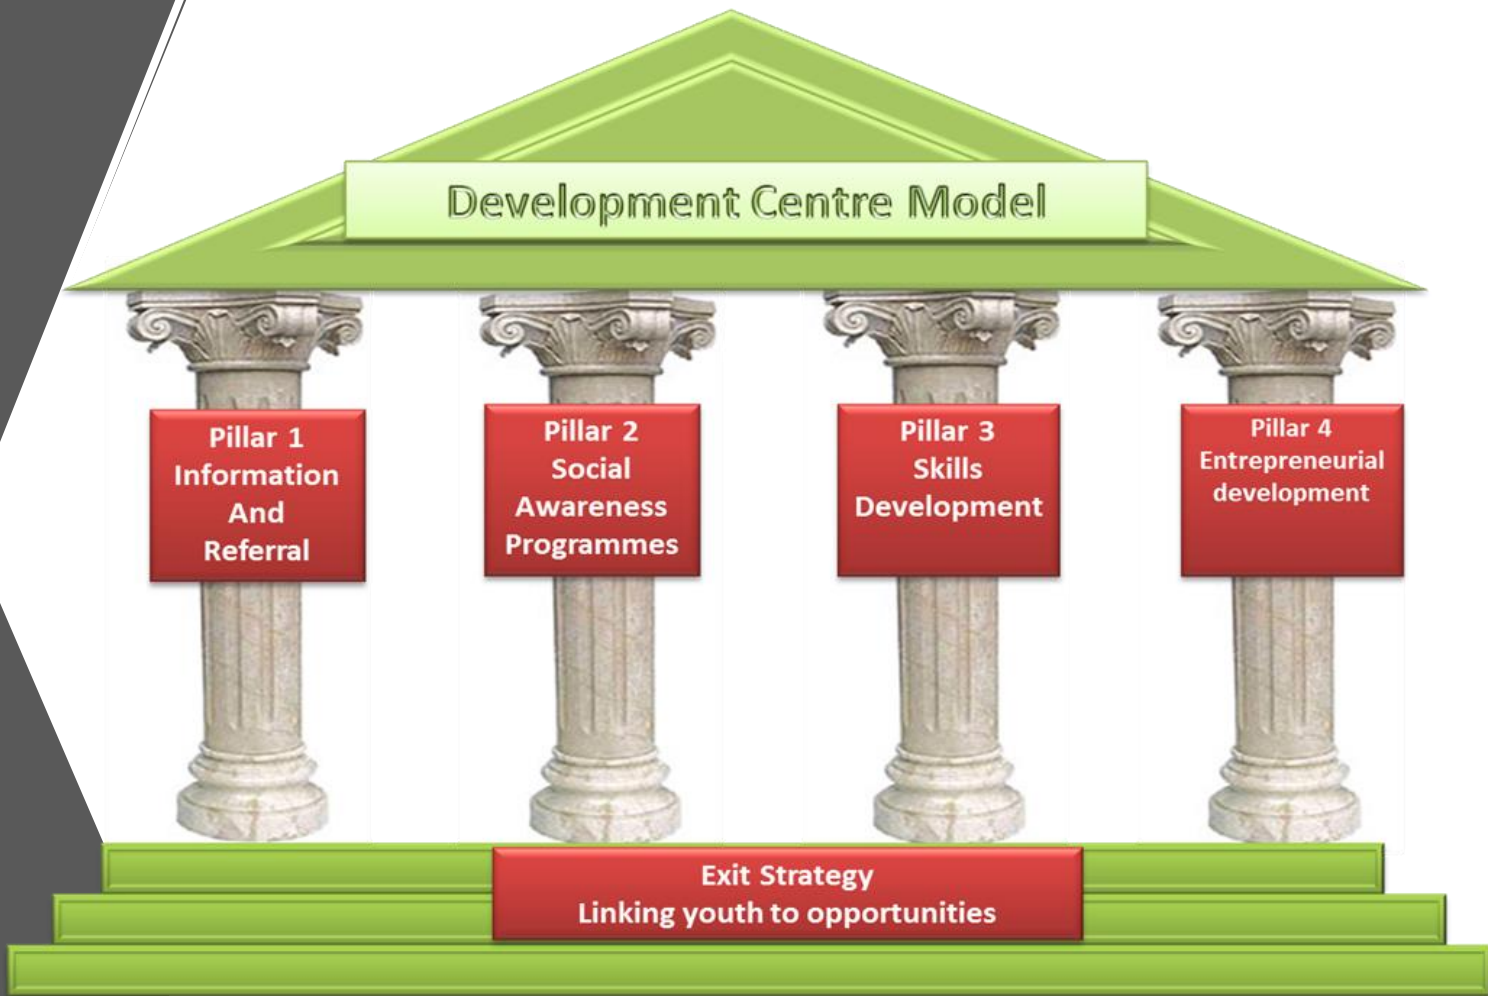 Development Centre Model
Pillar 1
Information
And
Referral
Pillar 2
Social
Awareness
Programmes
Pillar 3
Skills
Development
Pillar 4
Entrepreneurial
development
Exit Strategy
Linking youth to opportunities